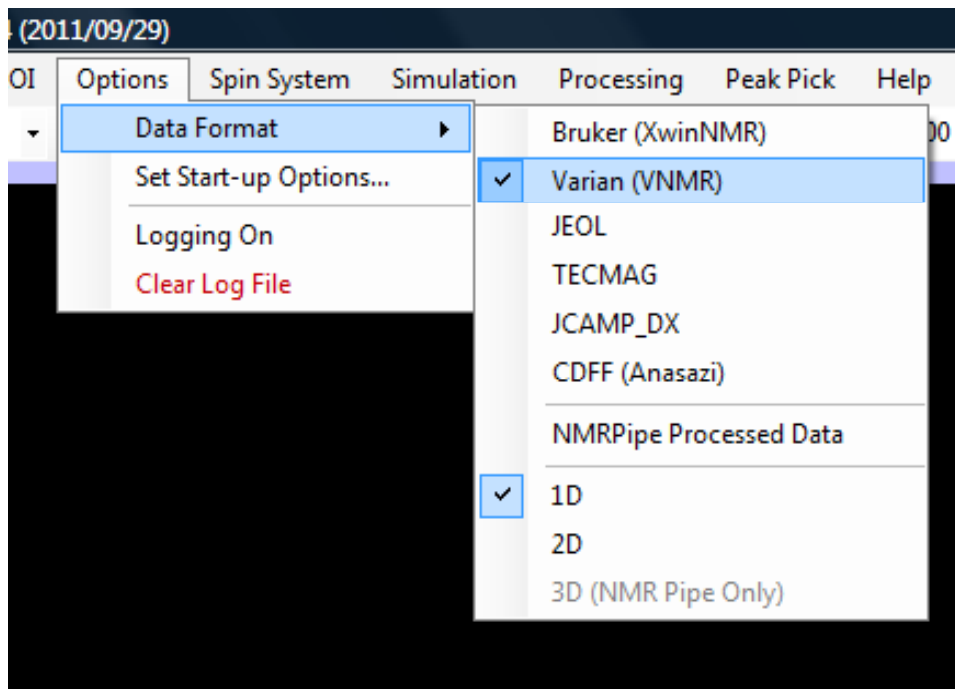 (2011/09/29)
OI Options Spin System Simulation Processing Peak Pick Help
Data Format
Set Start-up Options...
Logging On
Clear Log File
Bruker (XwinNMR)
Varian (VNMR)
JEOL
TECMAG
JCAMP_DX
CDFF (Anasazi)
NMRPipe Processed Data
1D
2D
3D (NMR Pipe Only)